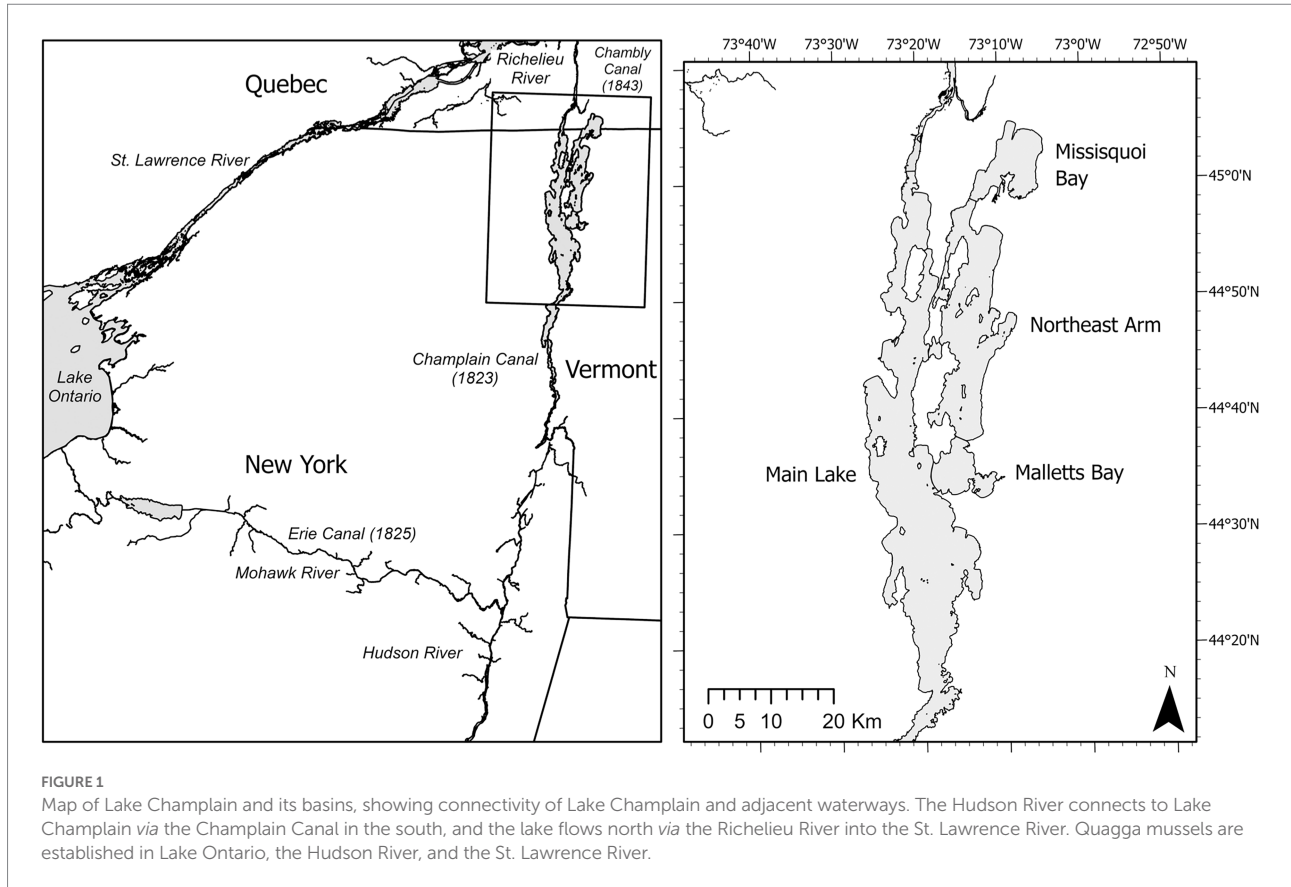 Quebec
Richelieu
River
Chambly
Canal
(1843)
St. Lawrence River
Lake
Ontario
Champlain Canal
(1823)
Vermont
New York
Erie Canal (1825)
Mohawk River
Hudson River
73°40'W 73°30'W 73°20'W 73°10'W 73°0'W 72°50'W
Missisquoi
Bay
45°0'N
44°50'N
Northeast Arm
44°40'N
Main Lake
Malletts Bay
44°30'N
44°20'N
N
0 5 10 20 Km
FIGURE 1
Map of Lake Champlain and its basins, showing connectivity of Lake Champlain and adjacent waterways. The Hudson River connects to Lake
Champlain via the Champlain Canal in the south, and the lake flows north via the Richelieu River into the St. Lawrence River. Quagga mussels are
established in Lake Ontario, the Hudson River, and the St. Lawrence River.